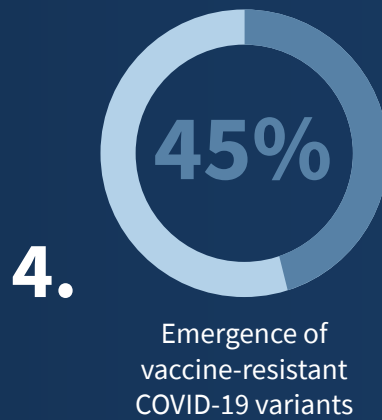 45%
4.
Emergence of
vaccine-resistant
COVID-19 variants